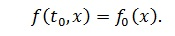 f(t₀, x) = f₀ (x).